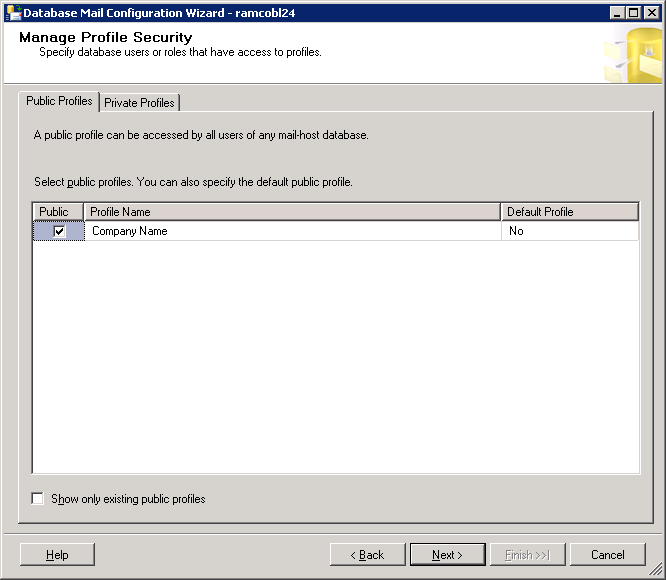 Database Mail Configuration Wizard - ramcobl24
Manage Profile Security
Specify database users or roles that have access to profiles.
Public Profiles Private Profiles
A public profile can be accessed by all users of any mail-host database.
Select public profiles. You can also specify the default public profile.
Public Profile Name Default Profile
Company Name No
Show only existing public profiles
Help < Back Next > Finish >>| Cancel